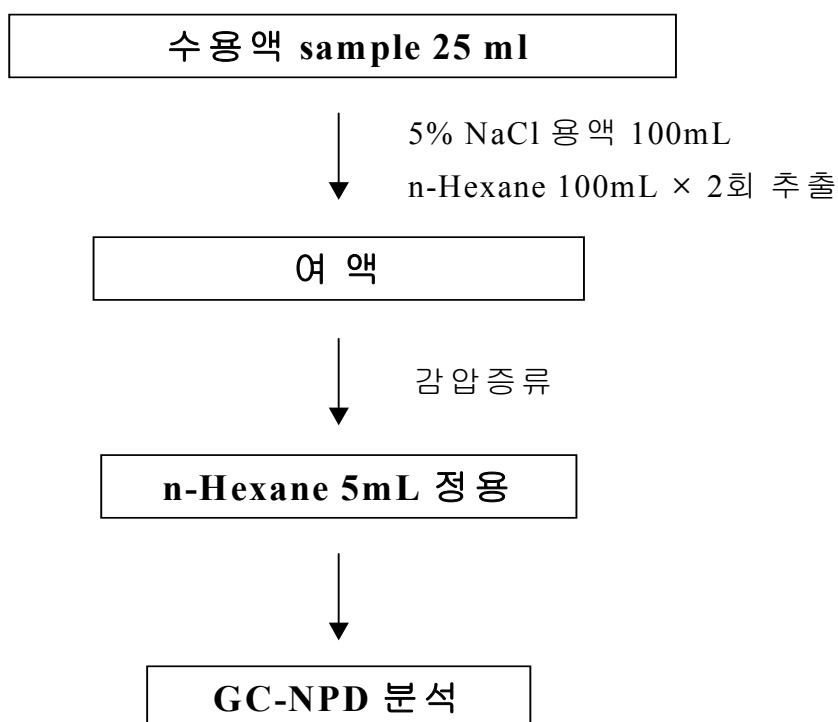 수용액 sample 25 ml
5% NaCl 용액 100mL
n-Hexane 100mL × 2회 추출
여 액
감압증류
n-Hexane 5mL 정용
GC-NPD 분석